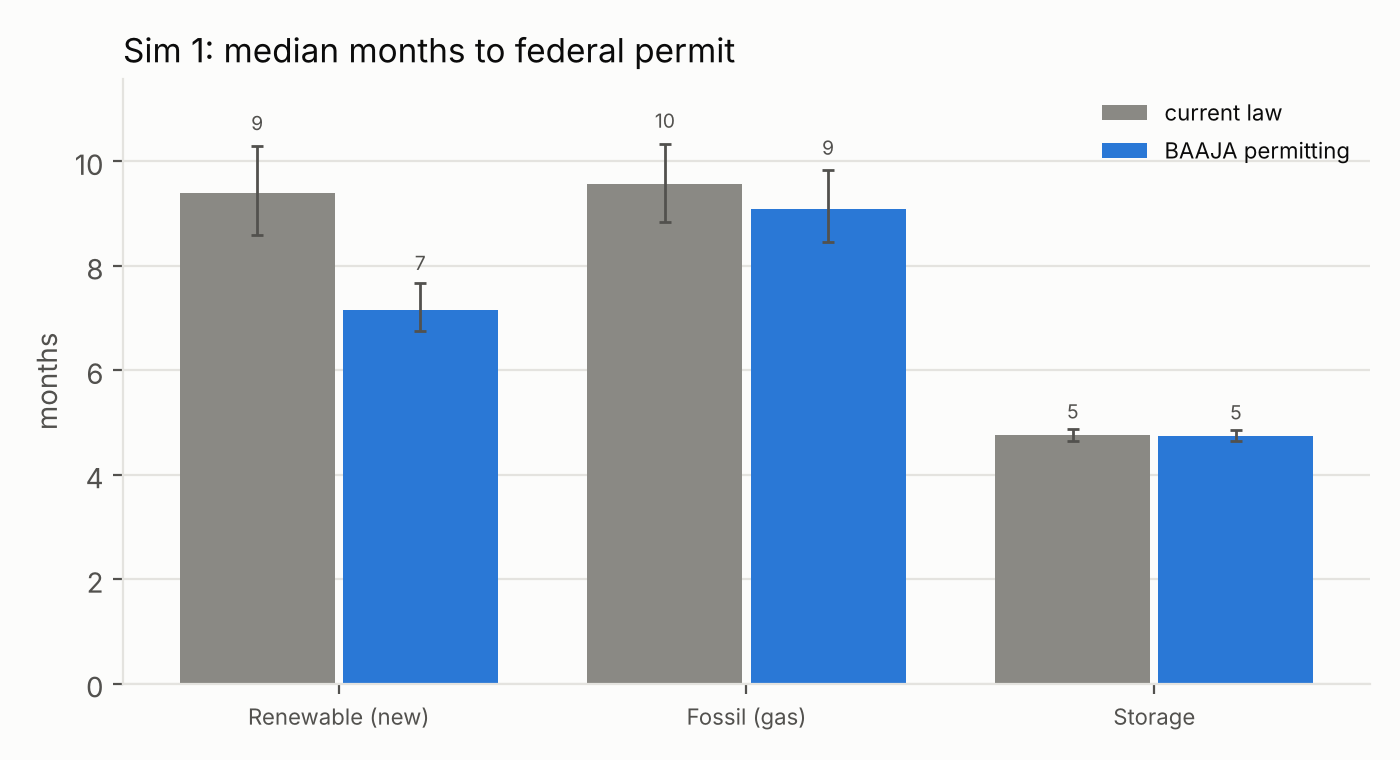 Sim 1: median months to federal permit
current law
BAAJA permitting
9
10
9
7
5
5
months
10
8
6
4
2
0
Renewable (new)
Fossil (gas)
Storage